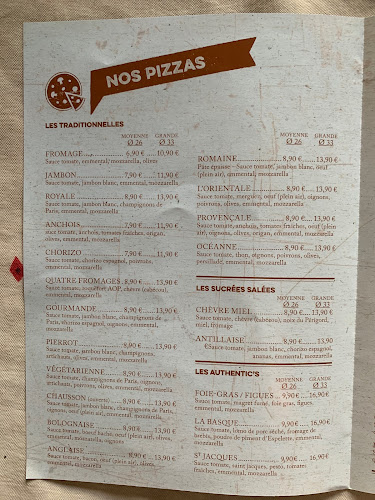 NOS PIZZAS
LES TRADITIONNELLES
MOYENNE GRANDE
Ø 26 Ø 33
FROMAGE 6,90 € 10,90 €
Sauce tomate, emmental, mozzarella, olives
JAMBON 7,90 € 11,90 €
Sauce tomate, jambon blanc, emmental, mozzarella
ROYALE 8,90 € 13,90 €
Sauce tomate, jambon blanc, champignons de
Paris, emmental, mozzarella
ANCHOIS 7,90 € 11,90 €
Sauce tomate, anchois, tomates fraîches, origan,
olives, emmental, mozzarella
CHORIZO 7,90 € 11,90 €
Sauce tomate, chorizo espagnol, poivrons,
emmental, mozzarella
QUATRE FROMAGES 8,90 € 13,90 €
Sauce tomate, roquefort AOP, chèvre (cabécou),
emmental, mozzarella
GOURMANDE 8,90 € 13,90 €
Sauce tomate, jambon blanc, champignons de
Paris, chorizo espagnol, oignons, emmental,
mozzarella
PIERROT 8,90 € 13,90 €
Sauce tomate, jambon blanc, champignons,
artichauts, poivrons, olives, emmental,
mozzarella
VÉGÉTARIENNE 8,90 € 13,90 €
Sauce tomate, champignons de Paris, oignons,
artichauts, poivrons, olives, emmental,
mozzarella
CHAUSSON (couvert) 8,90 € 13,90 €
Sauce tomate, jambon blanc, champignons de Paris,
oignons, oeuf (plein air), olives, emmental,
mozzarella
BOLOGNAISE 8,90 € 13,90 €
Sauce tomate, boeuf haché, oeuf (plein air), olives,
emmental, mozzarella, oignons
ANGLAISE 8,90 € 13,90 €
Sauce tomate, bacon, oeuf (plein air), olives,
emmental, mozzarella
MOYENNE GRANDE
Ø 26 Ø 33
ROMAINE 8,90 € 13,90 €
Pâte épaisse - Sauce tomate, jambon blanc, oeuf
(plein air), emmental, mozzarella
L'ORIENTALE 8,90 € 13,90 €
Sauce tomate, merguez, oeuf (plein air), oignons,
poivrons, olives, emmental, mozzarella
PROVENÇALE 8,90 € 13,90 €
Sauce tomate, anchois, tomates fraîches, oeuf (plein
air), oignons, olives, origan, emmental, mozzarella
OCÉANNE 8,90 € 13,90 €
Sauce tomate, thon, oignons, poivrons, olives,
persillade, emmental, mozzarella
LES SUCRÉES SALÉES
MOYENNE GRANDE
Ø 26 Ø 33
CHÈVRE MIEL 8,90 € 13,90 €
Sauce tomate, chèvre (cabécou), noix du Périgord,
miel, fromage
ANTILLAISE 8,90 € 13,90
Sauce tomate, jambon blanc, chorizo espagnol
ananas, emmental, mozzarella
LES AUTHENTIC'S
MOYENNE GRANDE
Ø 26 Ø 33
FOIE-GRAS / FIGUES 9,90 € 16,90 €
Sauce tomate, magret fumé, foie gras, figues,
emmental, mozzarella
LA BASQUE 9,90 € 16,90 €
Sauce tomate, lomo de porc séché, fromage de
brebis, poudre de piment d'Espelette, emmental,
mozzarella
ST JACQUES 9,90 € 16,90 €
Sauce tomate, saint jacques, pesto, tomates
fraîches, emmental, mozzarella